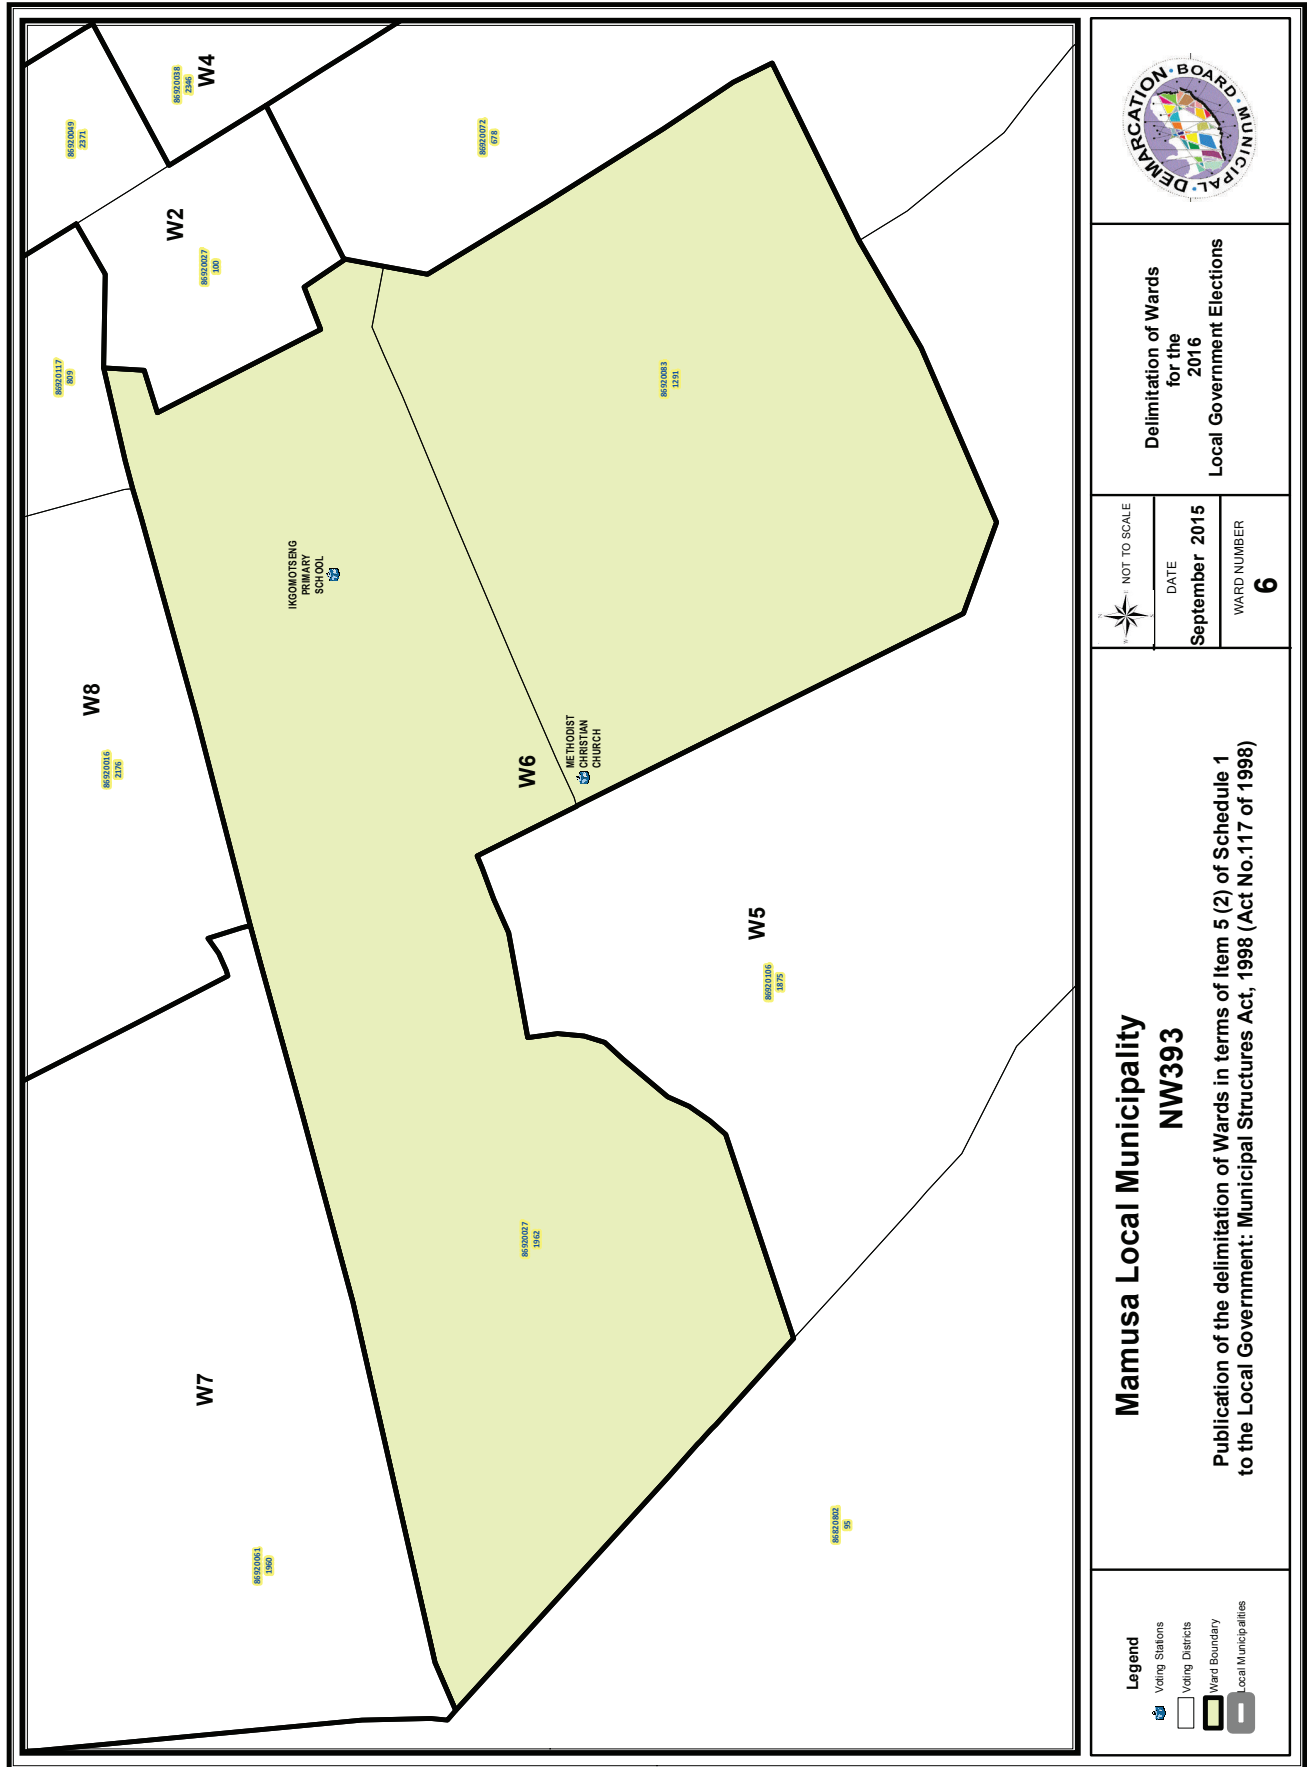 86920049
2371
86920038
2346
W4
86920072
678
W2
86920027
100
86920117
809
86920083
1291
IKGOMOTSENG
PRIMARY
SCHOOL
W8
86920016
2176
W6
METHODIST
CHRISTIAN
CHURCH
W5
86920106
1875
86920027
1962
W7
86920061
1960
86820802
95
Legend
Voting Stations
Voting Districts
Ward Boundary
Local Municipalities
Mamusa Local Municipality
NW393
Publication of the delimitation of Wards in terms of Item 5 (2) of Schedule 1
to the Local Government: Municipal Structures Act, 1998 (Act No.117 of 1998)
N
W
E
S
NOT TO SCALE
DATE
September 2015
WARD NUMBER
6
Delimitation of Wards
for the
2016
Local Government Elections
MUNICIPAL • DEMARCATION • BOARD •